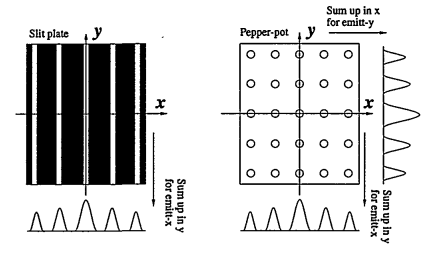 Slit plate
y
x
Sum up in y
for emitt-x
Pepper-pot
y
x
Sum up in x
for emitt-y
Sum up in y
for emitt-x